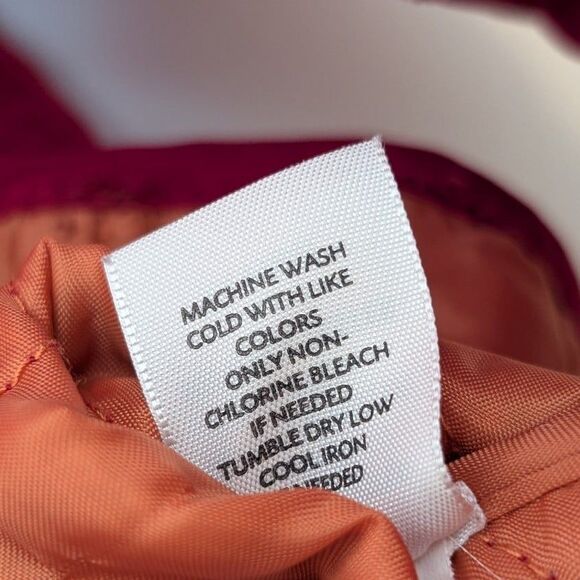 MACHINE WASH
COLD WITH LIKE
COLORS
ONLY NON-
CHLORINE BLEACH
IF NEEDED
TUMBLE DRY LOW
COOL IRON
NEEDED